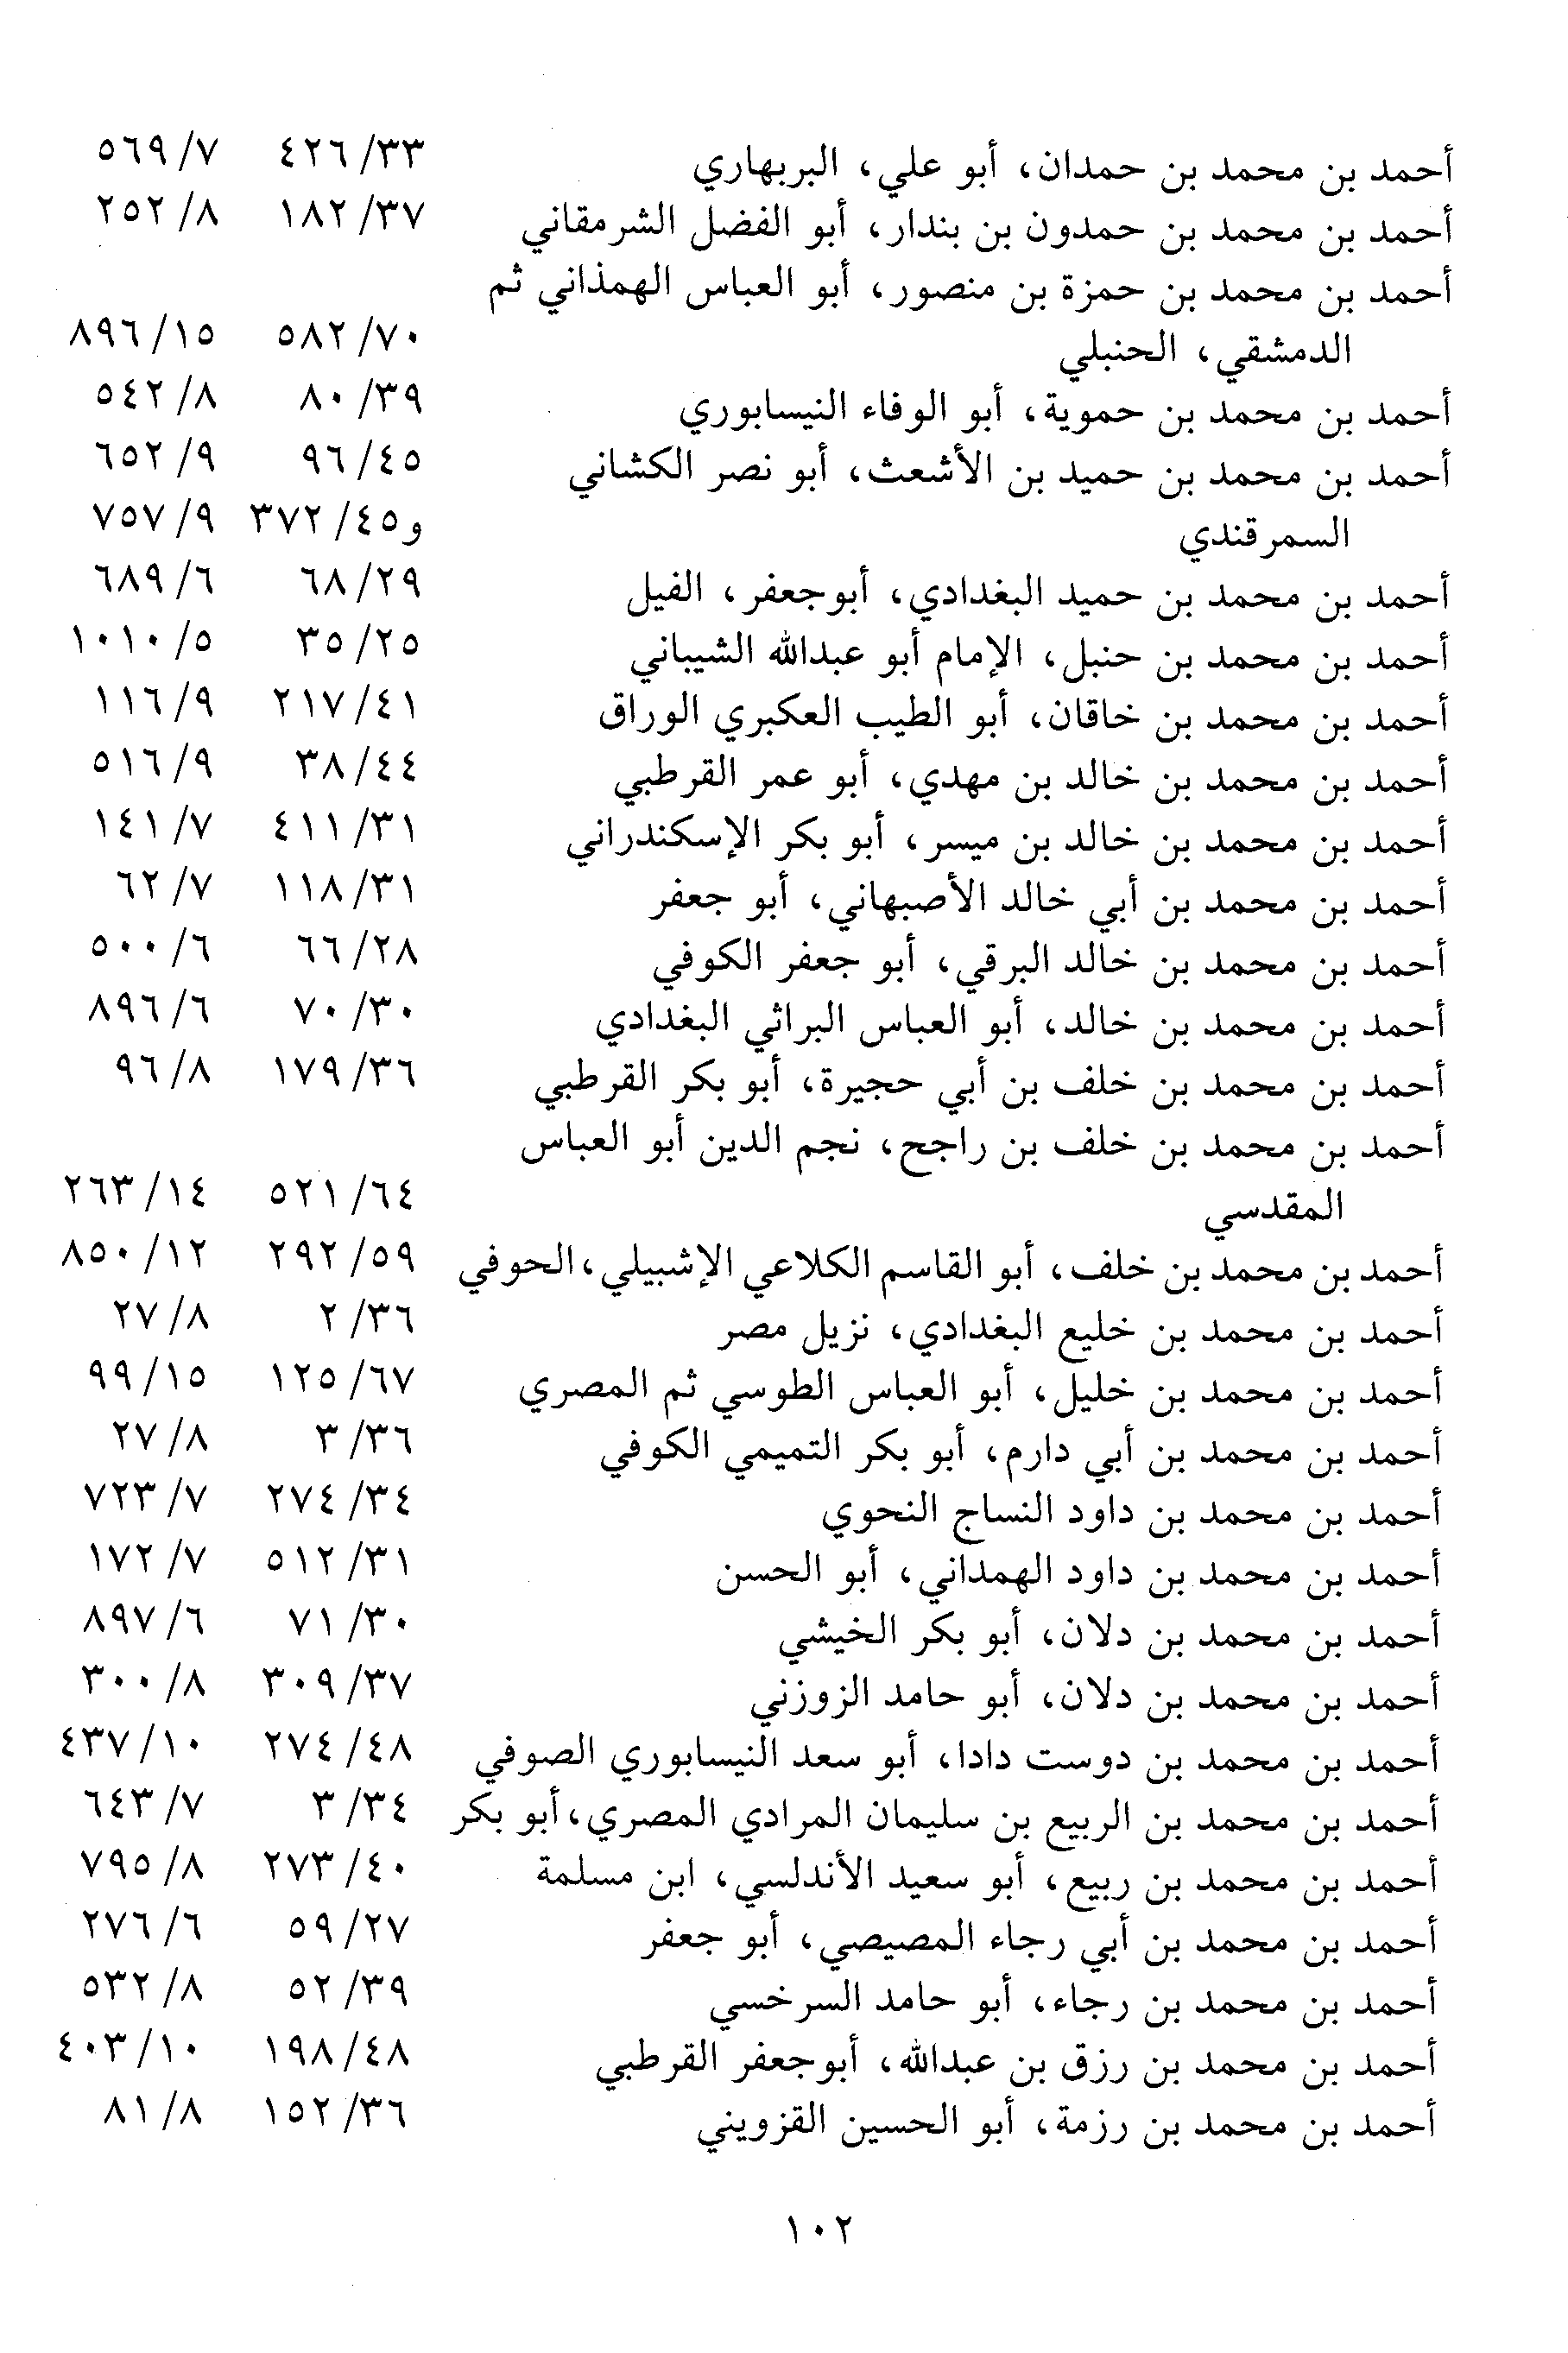 أحمد بن محمد بن حمدان، أبو علي، البربهاري ٣٣/ ٤٢٦ ٧/ ٥٦٩
أحمد بن محمد بن حمدون بن بندار، أبو الفضل الشرمقاني ٣٧/ ١٨٢ ٨/ ٢٥٢
أحمد بن محمد بن حمزة بن منصور، أبو العباس الهمذاني ثم
الدمشقي، الحنبلي ٧٠/ ٥٨٢ ١٥/ ٨٩٦
أحمد بن محمد بن حموية، أبو الوفاء النيسابوري ٣٩/ ٨٠ ٨/ ٥٤٢
أحمد بن محمد بن حميد بن الأشعث، أبو نصر الكشاني ٤٥/ ٩٦ ٩/ ٦٥٢
السمرقندي و٤٥/ ٣٧٢ ٩/ ٧٥٧
أحمد بن محمد بن حميد البغدادي، أبوجعفر، الفيل ٢٩/ ٦٨ ٦/ ٦٨٩
أحمد بن محمد بن حنبل، الإمام أبو عبدالله الشيباني ٢٥/ ٣٥ ٥/ ١٠١٠
أحمد بن محمد بن خاقان، أبو الطيب العكبري الوراق ٤١/ ٢١٧ ٩/ ١١٦
أحمد بن محمد بن خالد بن مهدي، أبو عمر القرطبي ٤٤/ ٣٨ ٩/ ٥١٦
أحمد بن محمد بن خالد بن ميسر، أبو بكر الإسكندراني ٣١/ ٤١١ ٧/ ١٤١
أحمد بن محمد بن أبي خالد الأصبهاني، أبو جعفر ٣١/ ١١٨ ٧/ ٦٢
أحمد بن محمد بن خالد البرقي، أبو جعفر الكوفي ٢٨/ ٦٦ ٦/ ٥٠٠
أحمد بن محمد بن خالد، أبو العباس البراثي البغدادي ٣٠/ ٧٠ ٦/ ٨٩٦
أحمد بن محمد بن خلف بن أبي حجيرة، أبو بكر القرطبي ٣٦/ ١٧٩ ٨/ ٩٦
أحمد بن محمد بن خلف بن راجح، نجم الدين أبو العباس
المقدسي ٦٤/ ٥٢١ ١٤/ ٢٦٣
أحمد بن محمد بن خلف، أبو القاسم الكلاعي الإشبيلي، الحوفي ٥٩/ ٢٩٢ ١٢/ ٨٥٠
أحمد بن محمد بن خليع البغدادي، نزيل مصر ٣٦/ ٢ ٨/ ٢٧
أحمد بن محمد بن خليل، أبو العباس الطوسي ثم المصري ٦٧/ ١٢٥ ١٥/ ٩٩
أحمد بن محمد بن أبي دارم، أبو بكر التميمي الكوفي ٣٦/ ٣ ٨/ ٢٧
أحمد بن محمد بن داود النساج النحوي ٣٤/ ٢٧٤ ٧/ ٧٢٣
أحمد بن محمد بن داود الهمداني، أبو الحسن ٣١/ ٥١٢ ٧/ ١٧٢
أحمد بن محمد بن دلان، أبو بكر الخيشي ٣٠/ ٧١ ٦/ ٨٩٧
أحمد بن محمد بن دلان، أبو حامد الزوزني ٣٧/ ٣٠٩ ٨/ ٣٠٠
أحمد بن محمد بن دوست دادا، أبو سعد النيسابوري الصوفي ٤٨/ ٢٧٤ ١٠/ ٤٣٧
أحمد بن محمد بن الربيع بن سليمان المرادي المصري، أبو بكر ٣٤/ ٣ ٧/ ٦٤٣
أحمد بن محمد بن ربيع، أبو سعيد الأندلسي، ابن مسلمة ٤٠/ ٢٧٣ ٨/ ٧٩٥
أحمد بن محمد بن أبي رجاء المصيصي، أبو جعفر ٢٧/ ٥٩ ٦/ ٢٧٦
أحمد بن محمد بن رجاء، أبو حامد السرخسي ٣٩/ ٥٢ ٨/ ٥٣٢
أحمد بن محمد بن رزق بن عبدالله، أبوجعفر القرطبي ٤٨/ ١٩٨ ١٠/ ٤٠٣
أحمد بن محمد بن رزمة، أبو الحسين القزويني ٣٦/ ١٥٢ ٨/ ٨١
١٠٢